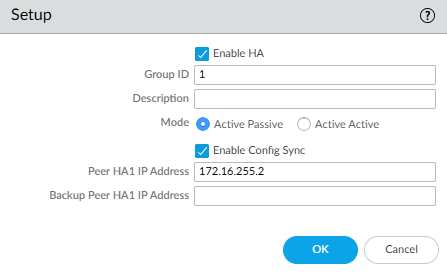 Setup
?
Enable HA
Group ID 1
Description
Mode Active Passive Active Active
Enable Config Sync
Peer HA1 IP Address 172.16.255.2
Backup Peer HA1 IP Address
OK Cancel